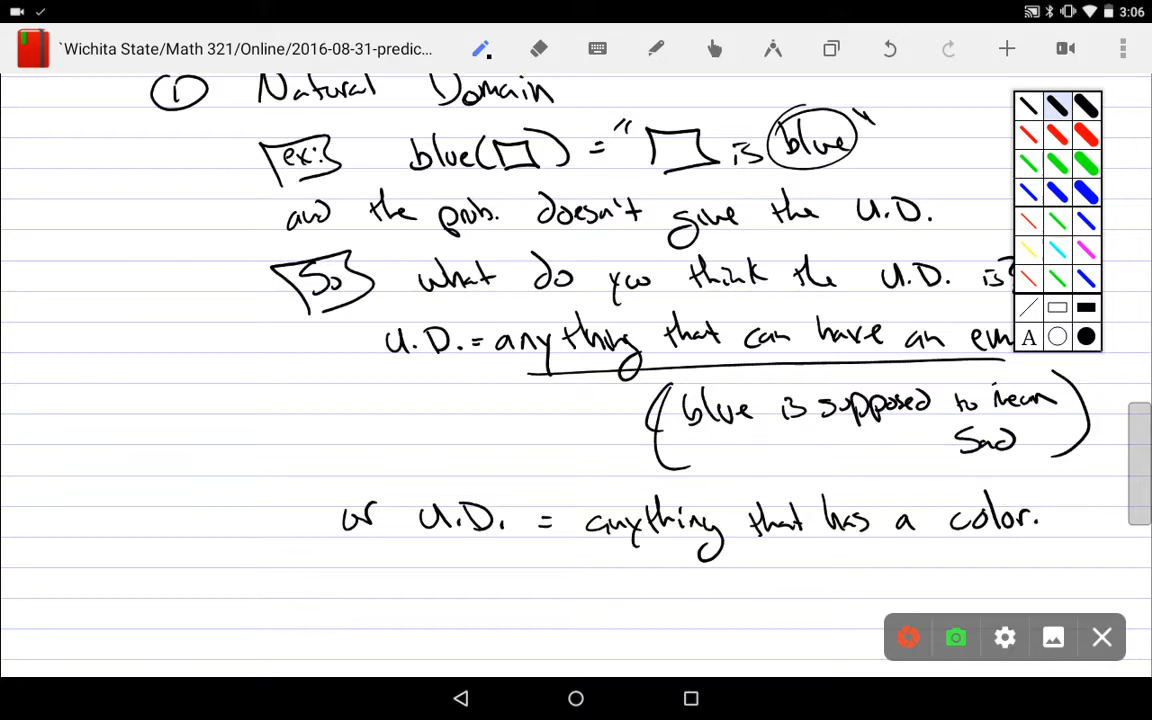 3:06
`Wichita State/Math 321/Online/2016-08-31-predic...
① Natural Domain
ex: blue(□) = "□ is blue"
and the prob. doesn't give the U.D.
So what do you think the U.D. is?
U.D. = anything that can have an em
(blue is supposed to mean
sad)
or U.D. = anything that has a color.
A